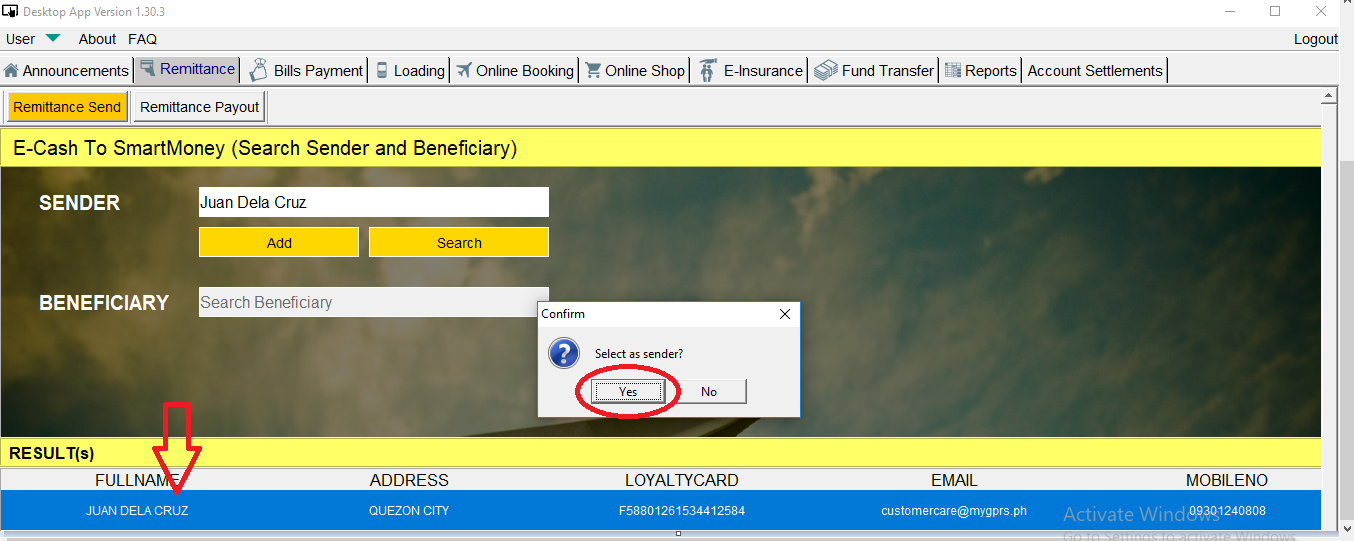 Desktop App Version 1.30.3
User About FAQ Logout
Announcements Remittance Bills Payment Loading Online Booking Online Shop E-Insurance Fund Transfer Reports Account Settlements
Remittance Send Remittance Payout
E-Cash To SmartMoney (Search Sender and Beneficiary)
SENDER Juan Dela Cruz
Add Search
BENEFICIARY Search Beneficiary
Confirm
Select as sender?
Yes No
RESULT(s)
FULLNAME ADDRESS LOYALTYCARD EMAIL MOBILENO
JUAN DELA CRUZ QUEZON CITY F58801261534412584 customercare@mygprs.ph 09301240808
Activate Windows
Go to Settings to activate Windows.